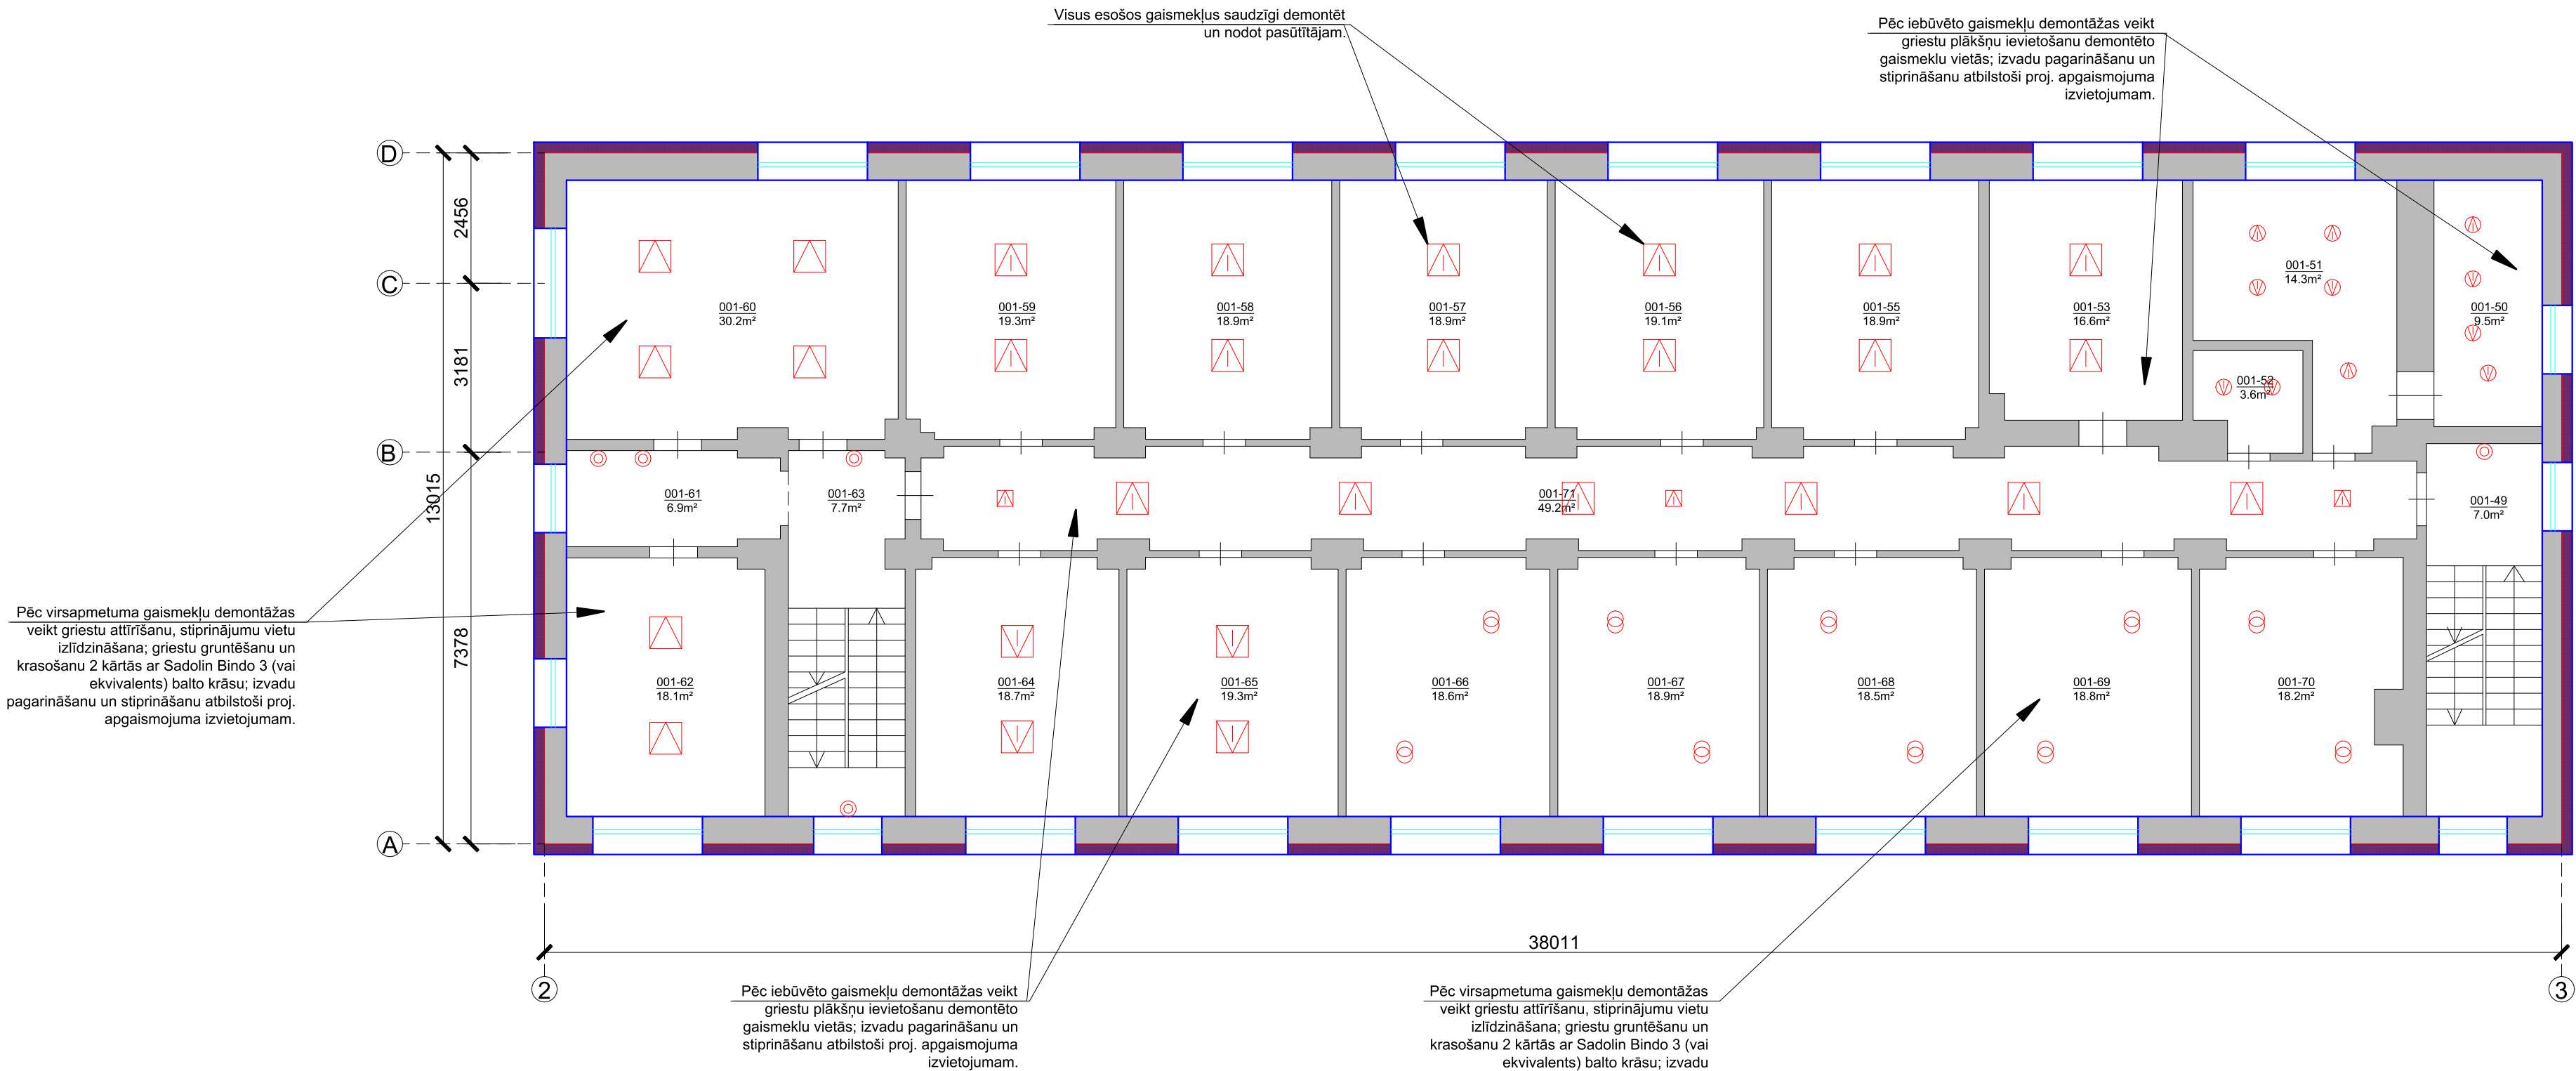 Visus esošos gaismekļus saudzīgi demontēt
un nodot pasūtītājam.
Pēc iebūvēto gaismekļu demontāžas veikt
griestu plākšņu ievietošanu demontēto
gaismeklu vietās; izvadu pagarināšanu un
stiprināšanu atbilstoši proj. apgaismojuma
izvietojumam.
D
C
B
A
2456
3181
13015
7378
001-60
30.2m²
001-59
19.3m²
001-58
18.9m²
001-57
18.9m²
001-56
19.1m²
001-55
18.9m²
001-53
16.6m²
001-51
14.3m²
001-50
9.5m²
001-52
3.6m²
001-61
6.9m²
001-63
7.7m²
001-71
49.2m²
001-49
7.0m²
Pēc virsapmetuma gaismekļu demontāžas
veikt griestu attīrīšanu, stiprinājumu vietu
izlīdzināšana; griestu gruntēšanu un
krasošanu 2 kārtās ar Sadolin Bindo 3 (vai
ekvivalents) balto krāsu; izvadu
pagarināšanu un stiprināšanu atbilstoši proj.
apgaismojuma izvietojumam.
001-62
18.1m²
001-64
18.7m²
001-65
19.3m²
001-66
18.6m²
001-67
18.9m²
001-68
18.5m²
001-69
18.8m²
001-70
18.2m²
38011
2
3
Pēc iebūvēto gaismekļu demontāžas veikt
griestu plākšņu ievietošanu demontēto
gaismeklu vietās; izvadu pagarināšanu un
stiprināšanu atbilstoši proj. apgaismojuma
izvietojumam.
Pēc virsapmetuma gaismekļu demontāžas
veikt griestu attīrīšanu, stiprinājumu vietu
izlīdzināšana; griestu gruntēšanu un
krasošanu 2 kārtās ar Sadolin Bindo 3 (vai
ekvivalents) balto krāsu; izvadu